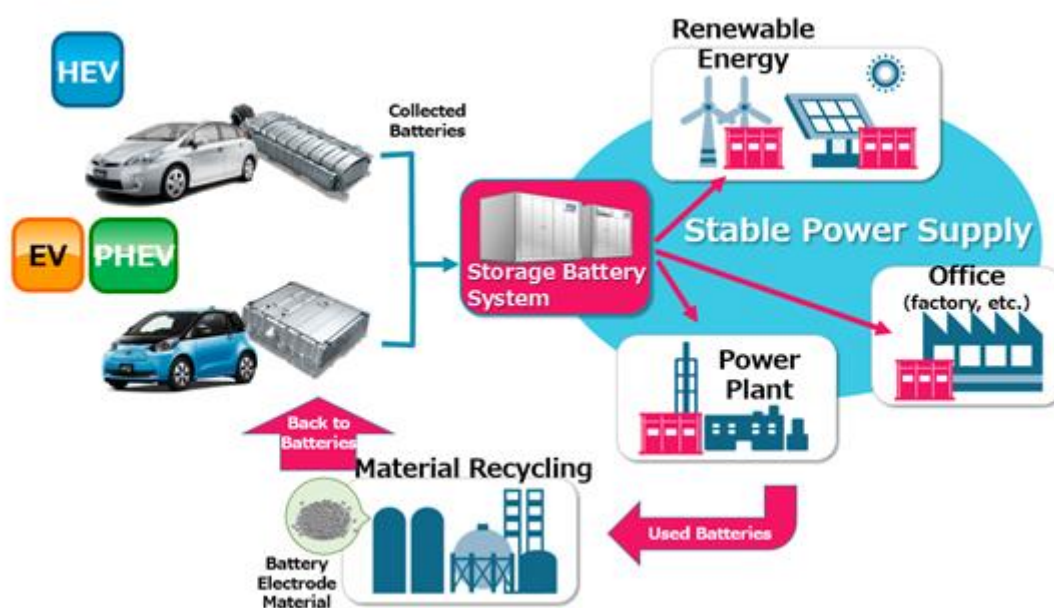 HEV
Collected
Batteries
EV
PHEV
Storage Battery
System
Renewable
Energy
Stable Power Supply
Office
(factory, etc.)
Power
Plant
Used Batteries
Material Recycling
Back to
Batteries
Battery
Electrode
Material